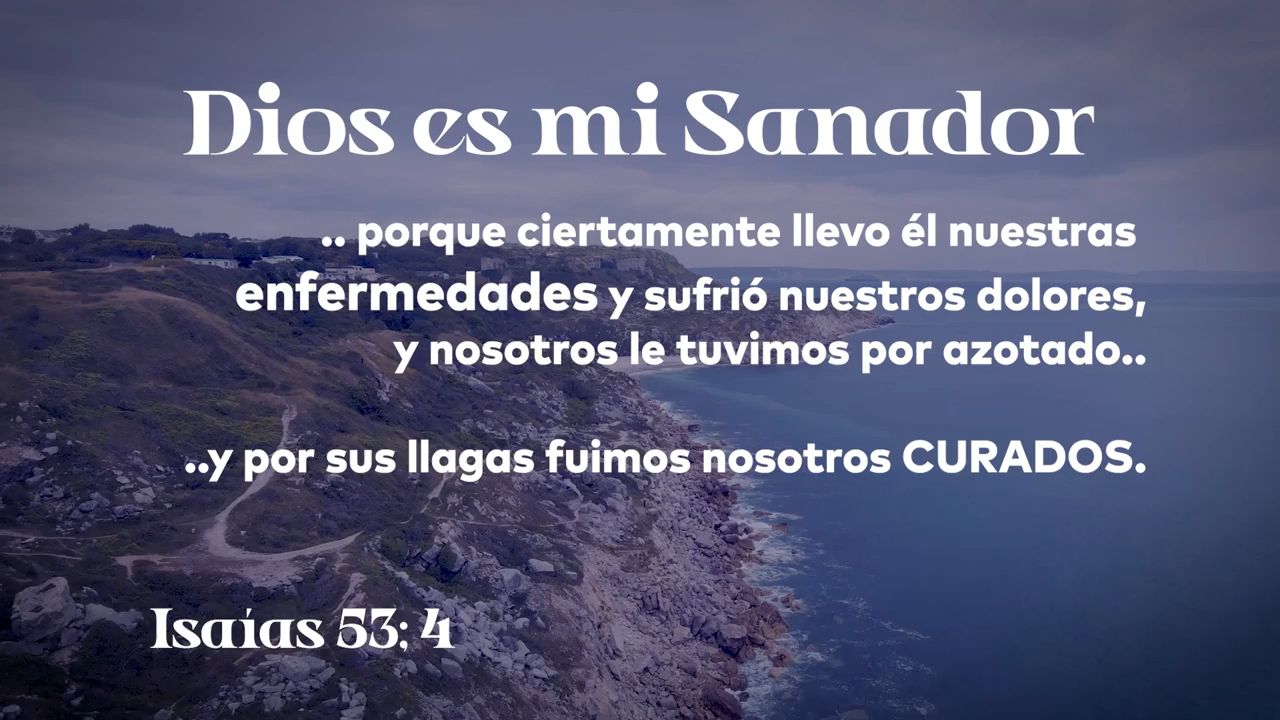 Dios es mi Sanador
.. porque ciertamente llevo él nuestras
enfermedades y sufrió nuestros dolores,
y nosotros le tuvimos por azotado..
..y por sus llagas fuimos nosotros CURADOS.
Isaías 53; 4